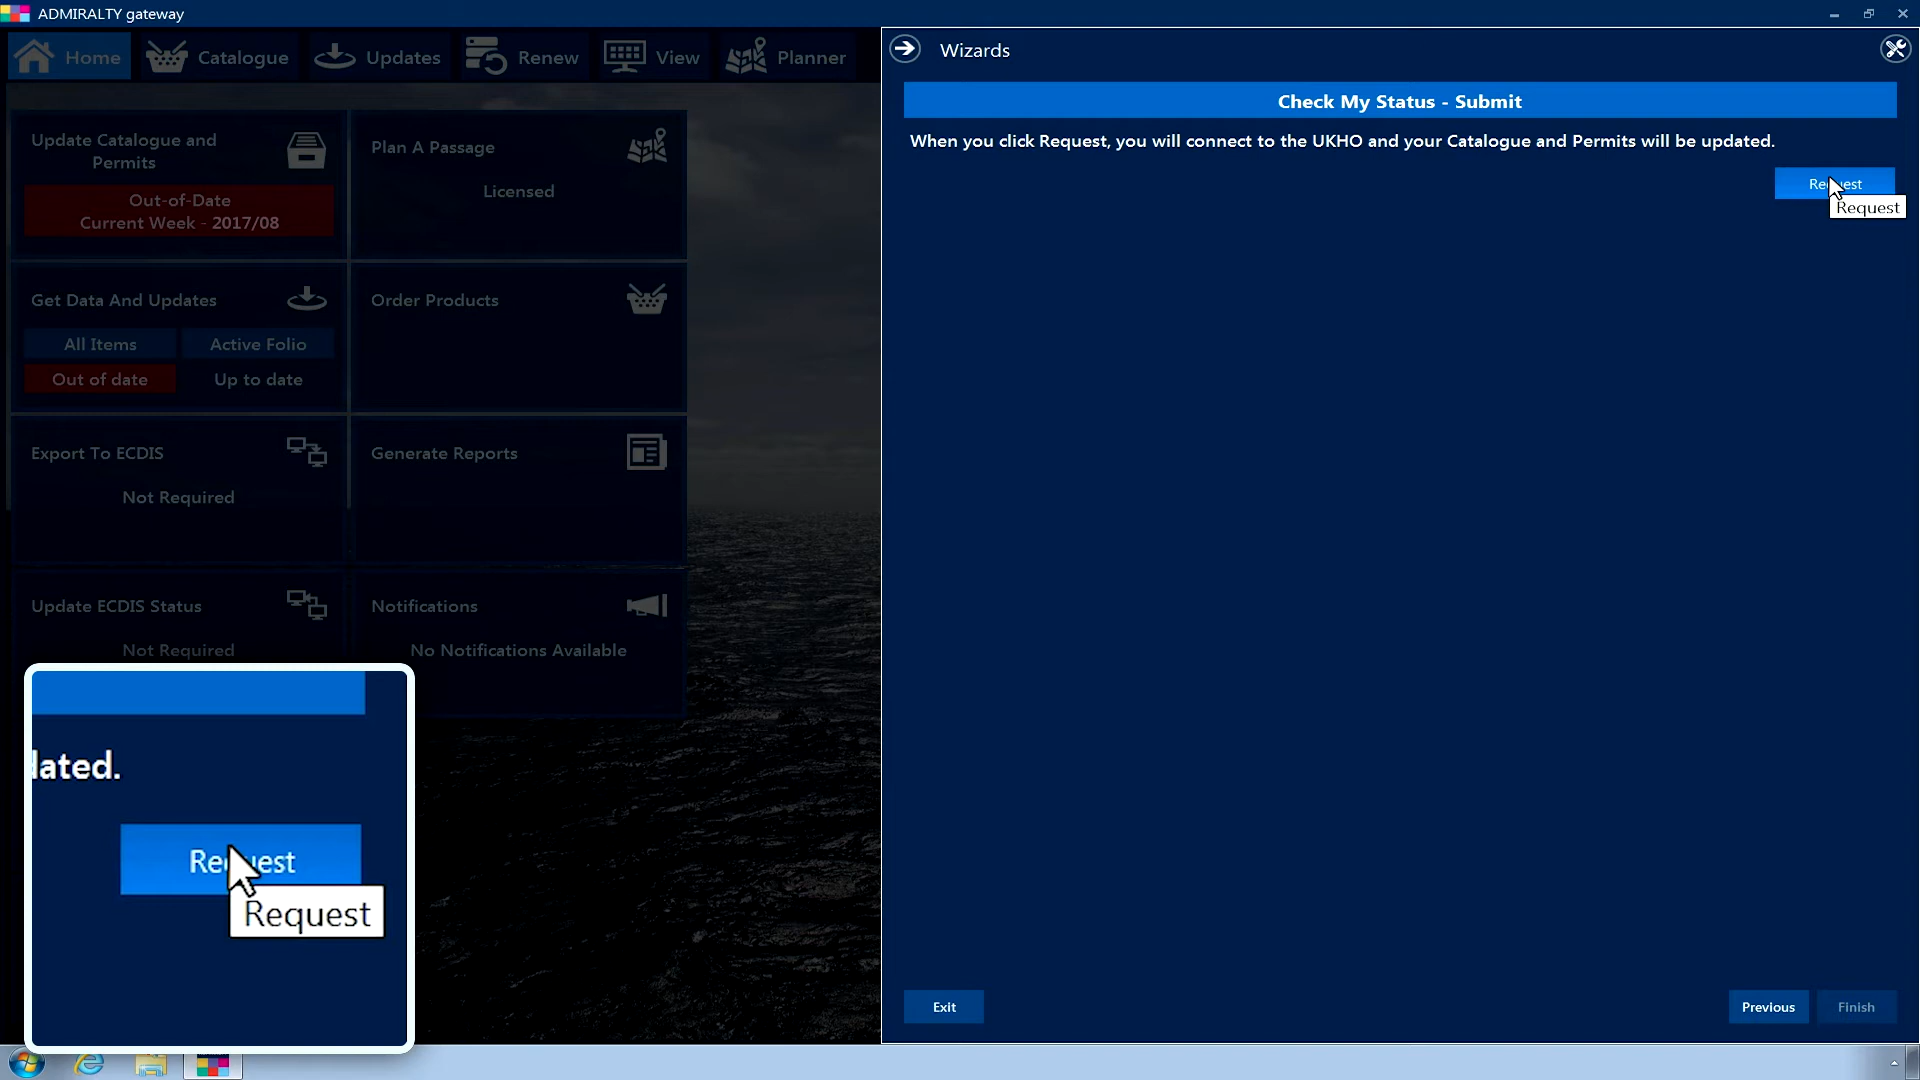 ADMIRALTY gateway
Home
Catalogue
Updates
Renew
View
Planner
Update Catalogue and
Permits
Out-of-Date
Current Week - 2017/08
Plan A Passage
Licensed
Get Data And Updates
All Items
Active Folio
Out of date
Up to date
Order Products
Export To ECDIS
Not Required
Generate Reports
Update ECDIS Status
Not Required
Notifications
No Notifications Available
Wizards
Check My Status - Submit
When you click Request, you will connect to the UKHO and your Catalogue and Permits will be updated.
Request
Request
dated.
Request
Request
Exit
Previous
Finish